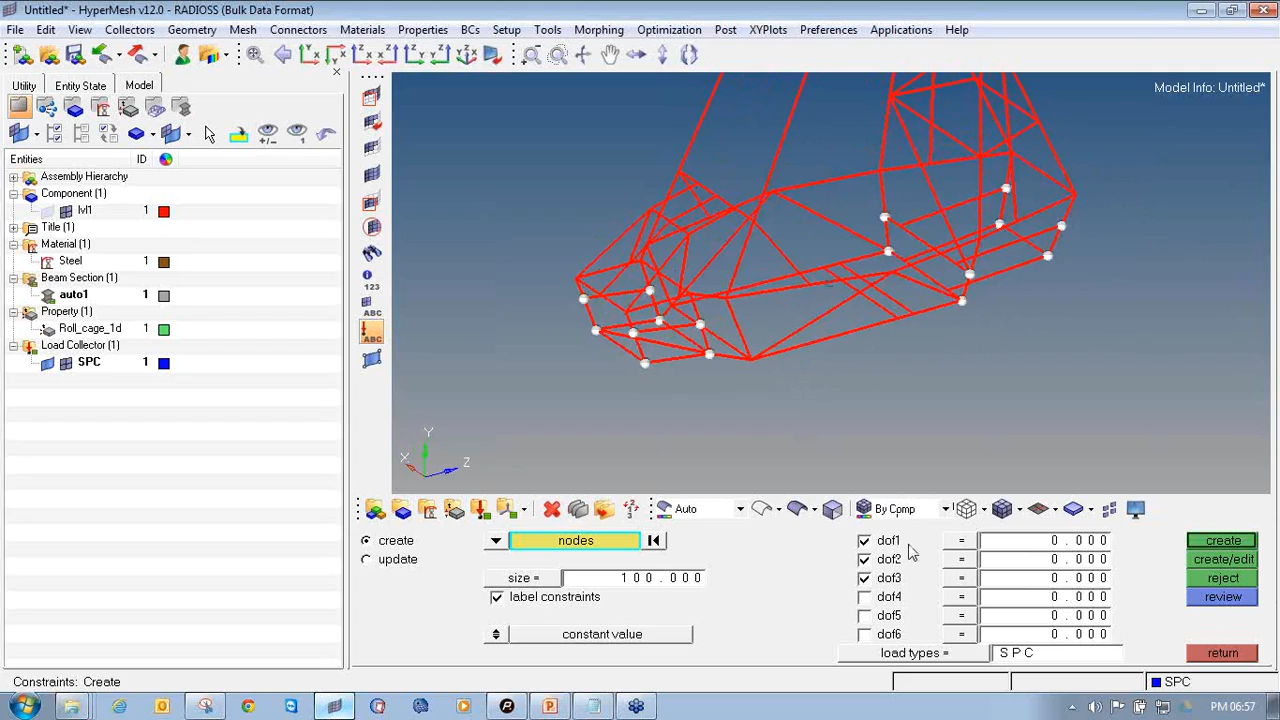 Untitled* - HyperMesh v12.0 - RADIOSS (Bulk Data Format)
File Edit View Collectors Geometry Mesh Connectors Materials Properties BCs Setup Tools Morphing Optimization Post XYPlots Preferences Applications Help
Utility Entity State Model
Model Info: Untitled*
Entities ID
Assembly Hierarchy
Component (1)
lvl1 1
Title (1)
Material (1)
Steel 1
Beam Section (1)
auto1 1
Property (1)
Roll_cage_1d 1
Load Collector (1)
SPC 1
123
ABC
ABC
Y
X
Z
Auto
By Comp
create
nodes
dof1 = 0.000
create
update
dof2 = 0.000
create/edit
size = 100.000
dof3 = 0.000
reject
label constraints
dof4 = 0.000
review
dof5 = 0.000
constant value
dof6 = 0.000
load types = SPC
return
Constraints: Create
SPC
PM 06:57